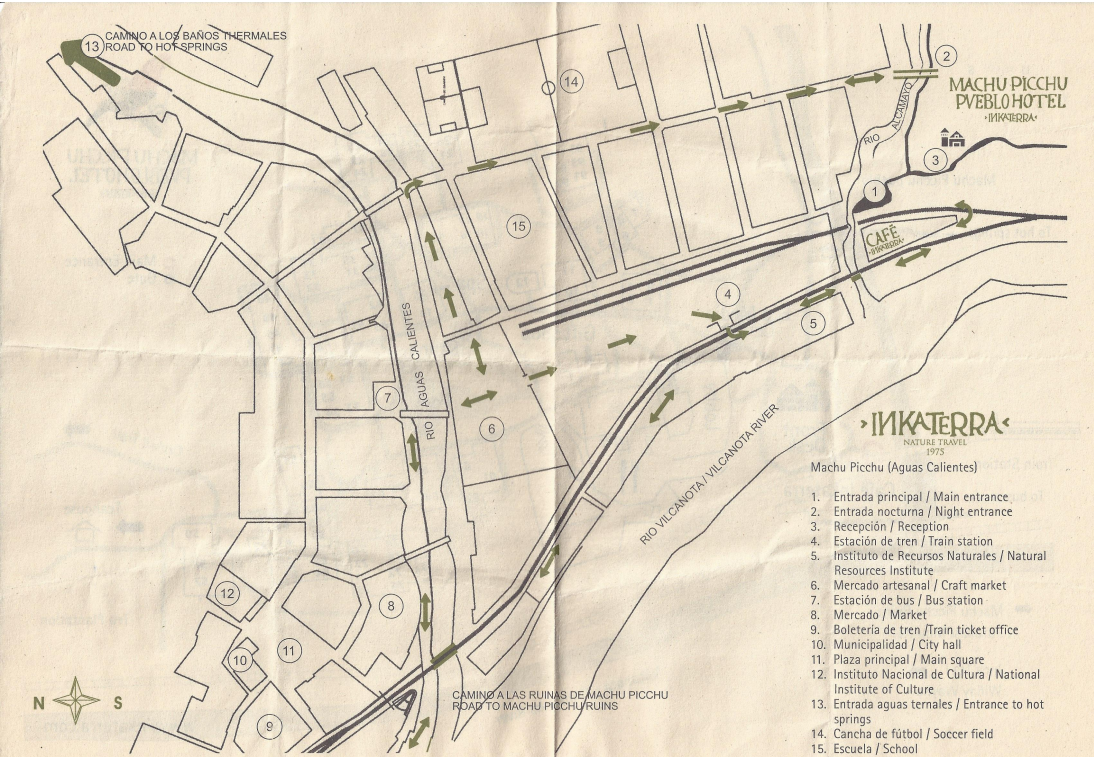 CAMINO A LOS BAÑOS THERMALES
13 ROAD TO HOT SPRINGS
14
2
MACHU PICCHU
PVEBLO HOTEL
·INKATERRA·
RIO ALCAMAYO
3
1
15
CAFÉ
·INKATERRA·
4
5
RIO AGUAS CALIENTES
7
6
RIO VILCANOTA / VILCANOTA RIVER
12
8
11
10
9
N S
CAMINO A LAS RUINAS DE MACHU PICCHU
ROAD TO MACHU PICCHU RUINS
INKATERRA
NATURE TRAVEL
1975
Machu Picchu (Aguas Calientes)
1. Entrada principal / Main entrance
2. Entrada nocturna / Night entrance
3. Recepción / Reception
4. Estación de tren / Train station
5. Instituto de Recursos Naturales / Natural
Resources Institute
6. Mercado artesanal / Craft market
7. Estación de bus / Bus station
8. Mercado / Market
9. Boletería de tren /Train ticket office
10. Municipalidad / City hall
11. Plaza principal / Main square
12. Instituto Nacional de Cultura / National
Institute of Culture
13. Entrada aguas ternales / Entrance to hot
springs
14. Cancha de fútbol / Soccer field
15. Escuela / School